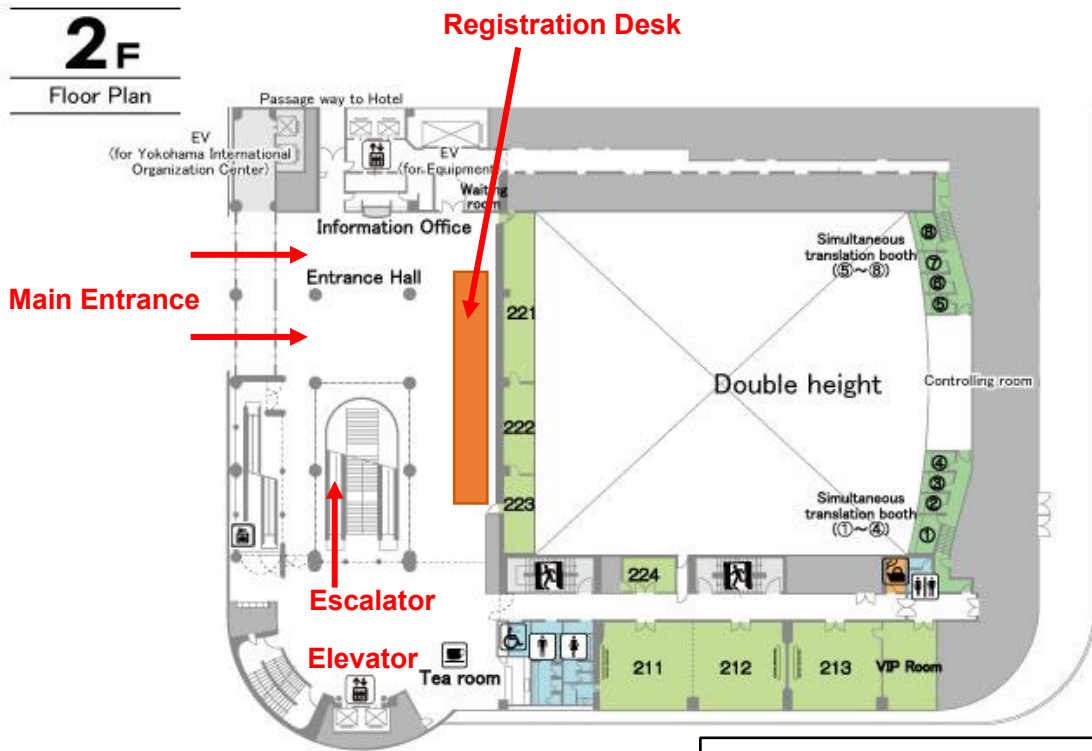 Registration Desk
2F
Floor Plan
Passage way to Hotel
EV
(for Yokohama International
Organization Center)
EV
(for Equipment)
Waiting
room
Information Office
Simultaneous
translation booth
(⑤～⑧)
⑧
⑦
⑥
⑤
Entrance Hall
Main Entrance
221
Double height
Controlling room
222
④
③
②
①
223
Simultaneous
translation booth
(①～④)
224
Escalator
Elevator
Tea room
211
212
213
VIP Room